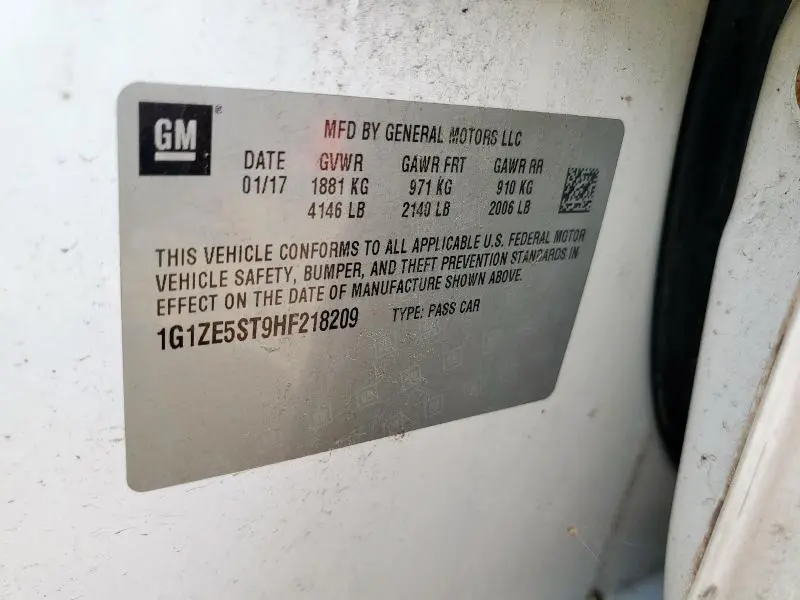 GM®
MFD BY GENERAL MOTORS LLC
DATE GVWR GAWR FRT GAWR RR
01/17 1881 KG 971 KG 910 KG
4146 LB 2140 LB 2006 LB
THIS VEHICLE CONFORMS TO ALL APPLICABLE U.S. FEDERAL MOTOR
VEHICLE SAFETY, BUMPER, AND THEFT PREVENTION STANDARDS IN
EFFECT ON THE DATE OF MANUFACTURE SHOWN ABOVE.
1G1ZE5ST9HF218209 TYPE: PASS CAR